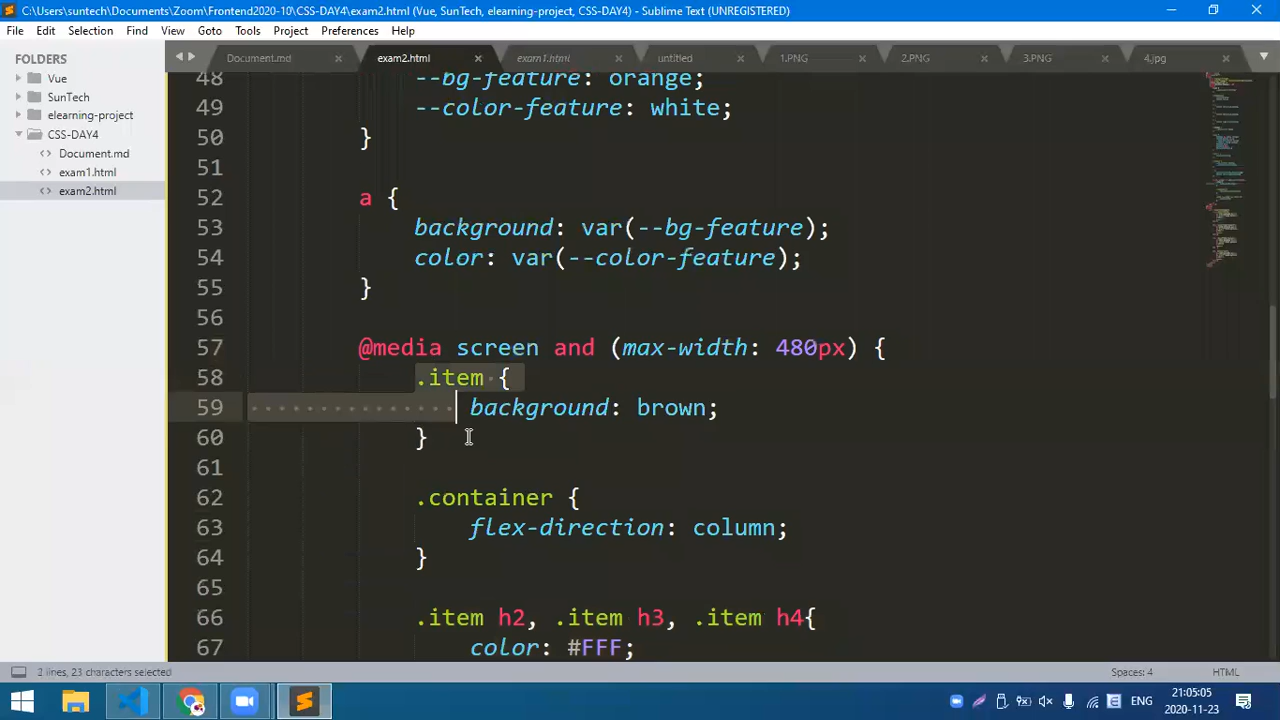 C:\Users\suntech\Documents\Zoom\Frontend2020-10\CSS-DAY4\exam2.html (Vue, SunTech, elearning-project, CSS-DAY4) - Sublime Text (UNREGISTERED)
File Edit Selection Find View Goto Tools Project Preferences Help
FOLDERS
Vue
SunTech
elearning-project
CSS-DAY4
Document.md
exam1.html
exam2.html
Document.md exam2.html exam1.html untitled 1.PNG 2.PNG 3.PNG 4.jpg
48 --bg-feature: orange;
49 --color-feature: white;
50 }
51
52 a {
53 background: var(--bg-feature);
54 color: var(--color-feature);
55 }
56
57 @media screen and (max-width: 480px) {
58 .item {
59 background: brown;
60 }
61
62 .container {
63 flex-direction: column;
64 }
65
66 .item h2, .item h3, .item h4{
67 color: #FFF;
2 lines, 23 characters selected Spaces: 4 HTML
ENG 21:05:05
2020-11-23